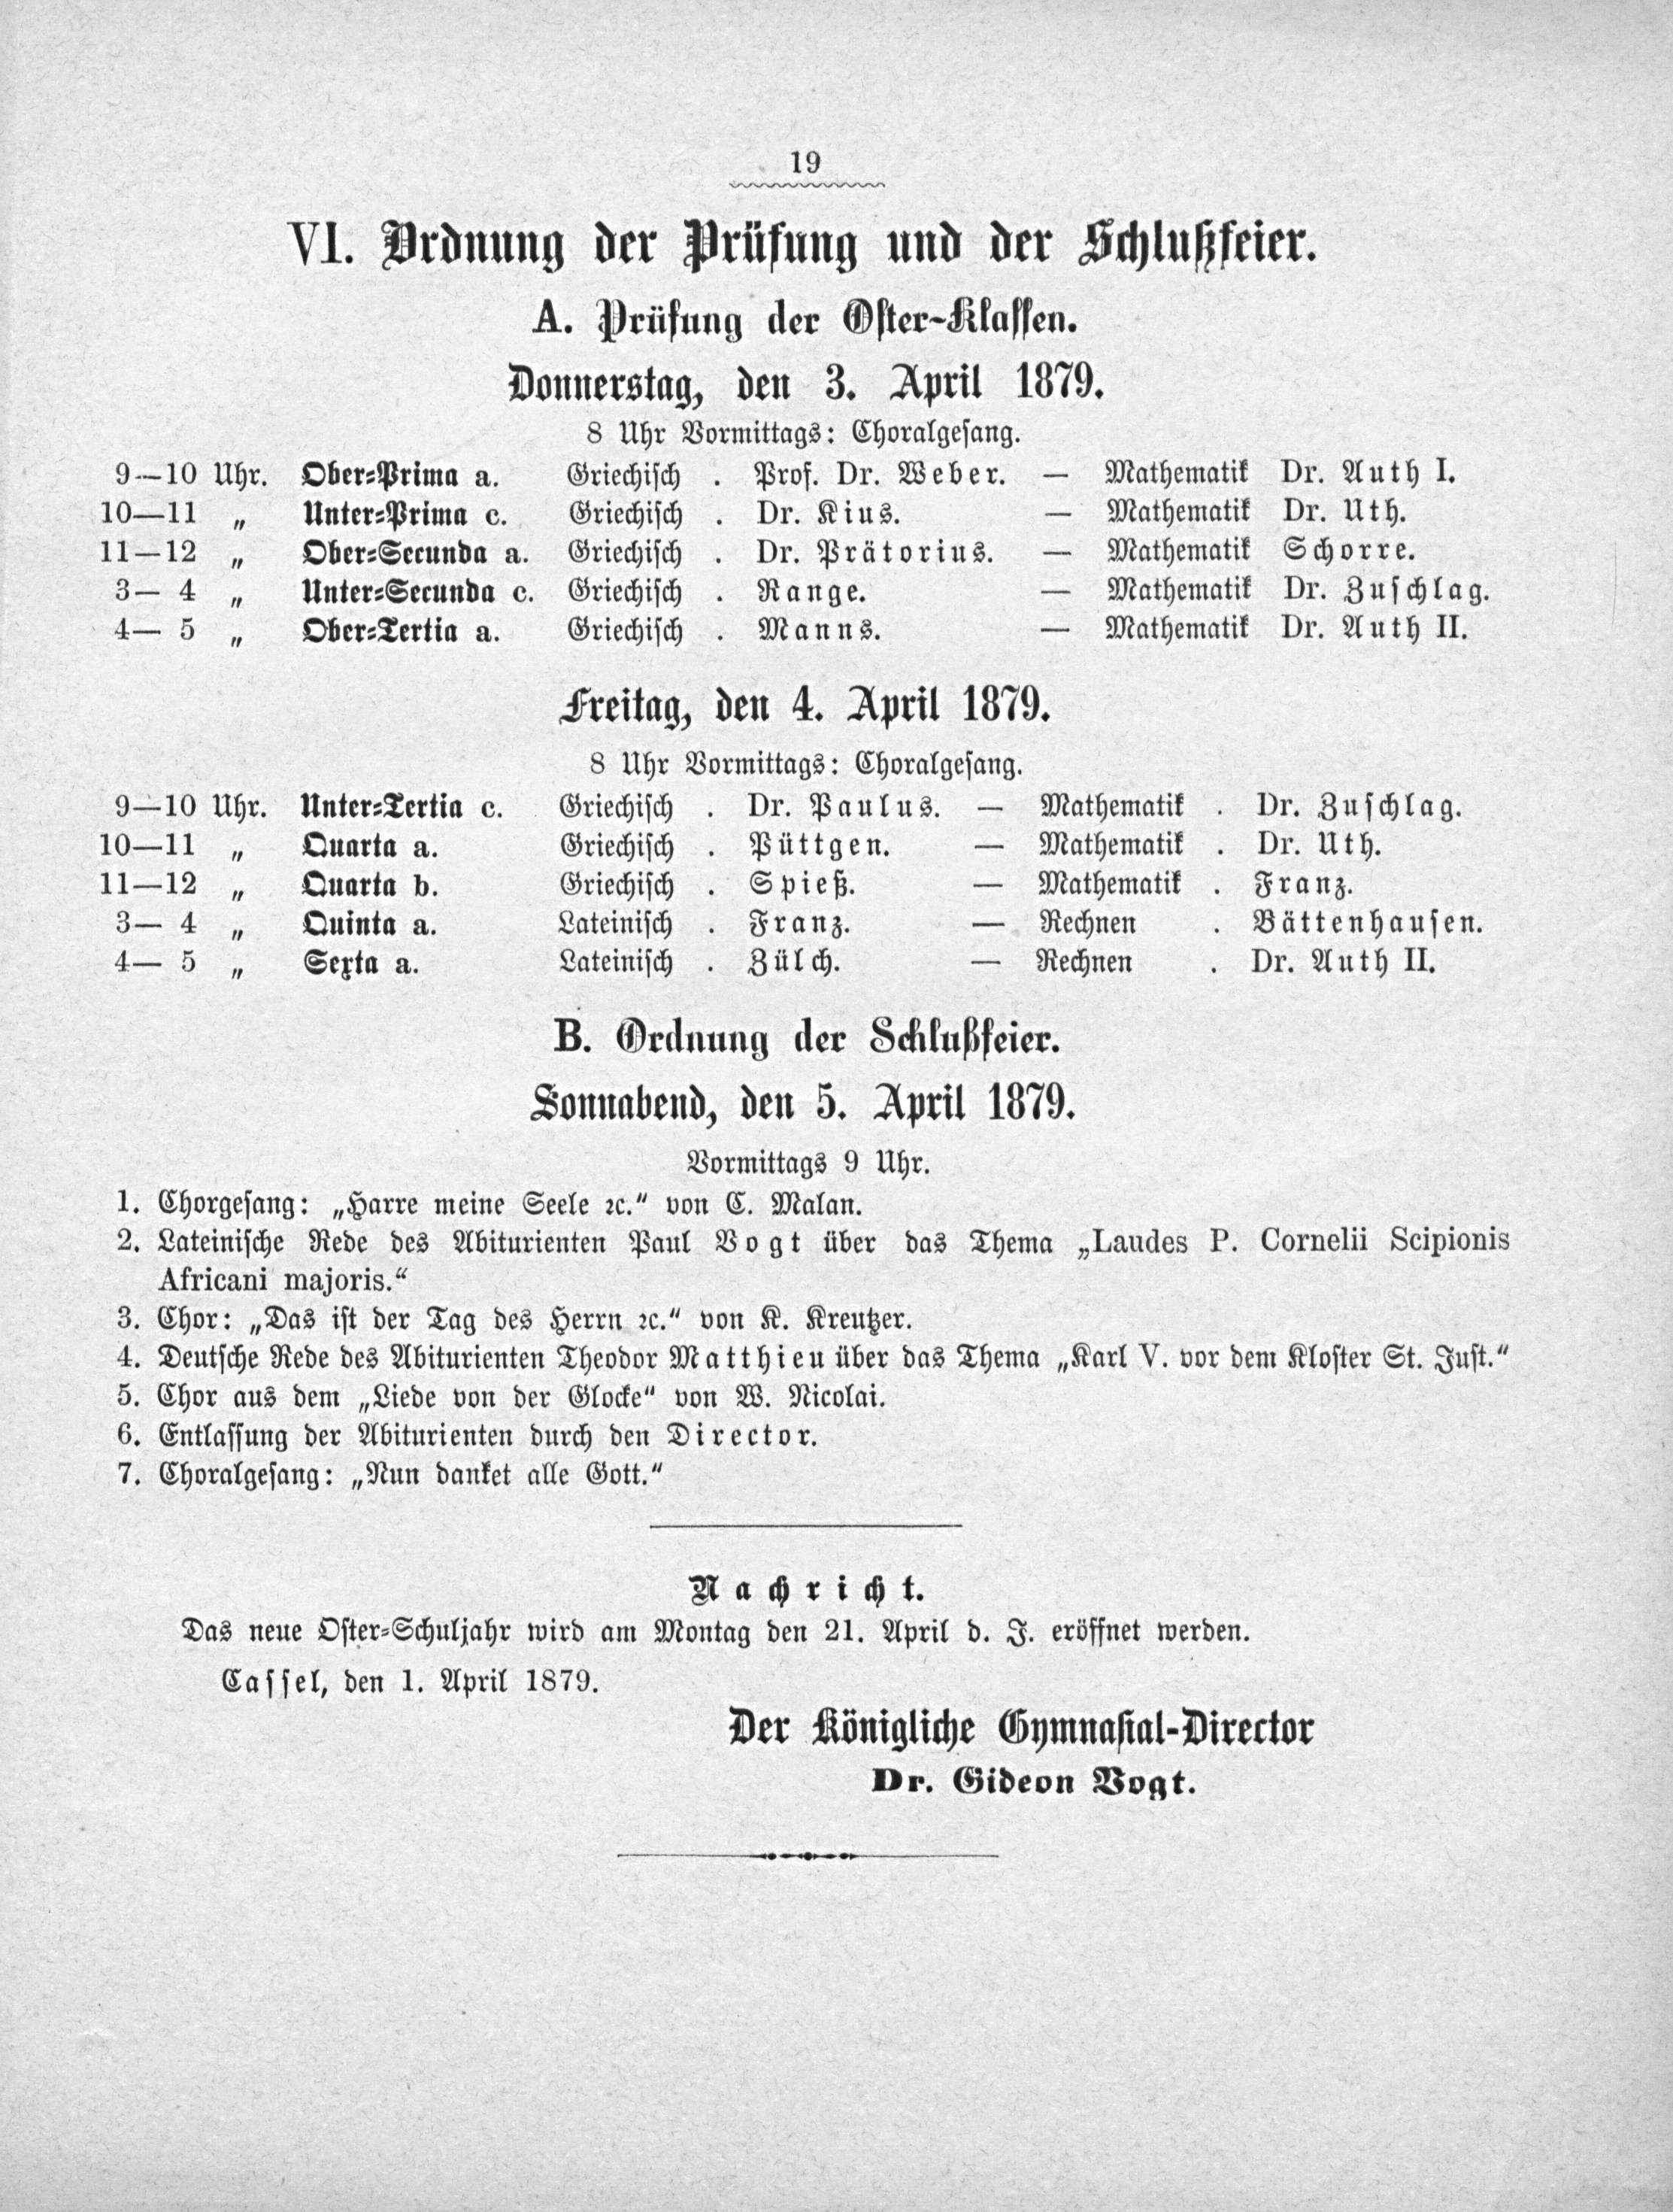 19
VI. Ordnung der Prüfung und der Schlußfeier.
A. Prüfung der Oster-Klassen.
Donnerstag, den 3. April 1879.
8 Uhr Vormittags: Choralgesang.
9—10 Uhr. Ober-Prima a. Griechisch . Prof. Dr. Weber. — Mathematik Dr. Auth I.
10—11 „ Unter-Prima c. Griechisch . Dr. Kius. — Mathematik Dr. Uth.
11—12 „ Ober-Secunda a. Griechisch . Dr. Prätorius. — Mathematik Schorre.
3— 4 „ Unter-Secunda c. Griechisch . Range. — Mathematik Dr. Zuschlag.
4— 5 „ Ober-Tertia a. Griechisch . Manns. — Mathematik Dr. Auth II.
Freitag, den 4. April 1879.
8 Uhr Vormittags: Choralgesang.
9—10 Uhr. Unter-Tertia c. Griechisch . Dr. Paulus. — Mathematik . Dr. Zuschlag.
10—11 „ Quarta a. Griechisch . Püttgen. — Mathematik . Dr. Uth.
11—12 „ Quarta b. Griechisch . Spieß. — Mathematik . Franz.
3— 4 „ Quinta a. Lateinisch . Franz. — Rechnen . Bättenhausen.
4— 5 „ Sexta a. Lateinisch . Zülch. — Rechnen . Dr. Auth II.
B. Ordnung der Schlußfeier.
Sonnabend, den 5. April 1879.
Vormittags 9 Uhr.
1. Chorgesang: „Harre meine Seele ꝛc.“ von C. Malan.
2. Lateinische Rede des Abiturienten Paul Vogt über das Thema „Laudes P. Cornelii Scipionis
Africani majoris.“
3. Chor: „Das ist der Tag des Herrn ꝛc.“ von K. Kreutzer.
4. Deutsche Rede des Abiturienten Theodor Matthieu über das Thema „Karl V. vor dem Kloster St. Just.“
5. Chor aus dem „Liede von der Glocke“ von W. Nicolai.
6. Entlassung der Abiturienten durch den Director.
7. Choralgesang: „Nun danket alle Gott.“
Nachricht.
Das neue Oster-Schuljahr wird am Montag den 21. April d. J. eröffnet werden.
Cassel, den 1. April 1879.
Der Königliche Gymnasial-Director
Dr. Gideon Vogt.